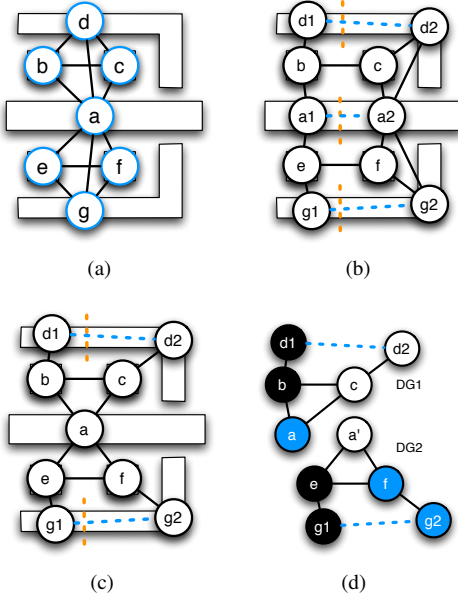 d
b c
a
e f
g
(a)
d1 d2
b c
a1 a2
e f
g1 g2
(b)
d1 d2
b c
a
e f
g1 g2
(c)
d1 d2
b c DG1
a a'
DG2
e f
g1 g2
(d)